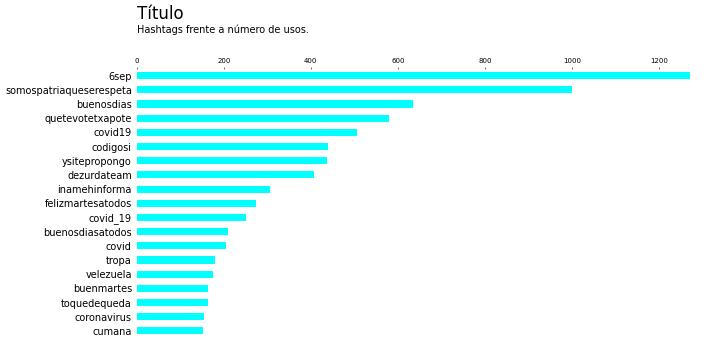 Título
Hashtags frente a número de usos.
0 200 400 600 800 1000 1200
6sep
somospatriaqueserespeta
buenosdias
quetevotetxapote
covid19
codigosi
ysitepropongo
dezurdateam
inamehinforma
felizmartesatodos
covid_19
buenosdiasatodos
covid
tropa
velezuela
buenmartes
toquedequeda
coronavirus
cumana